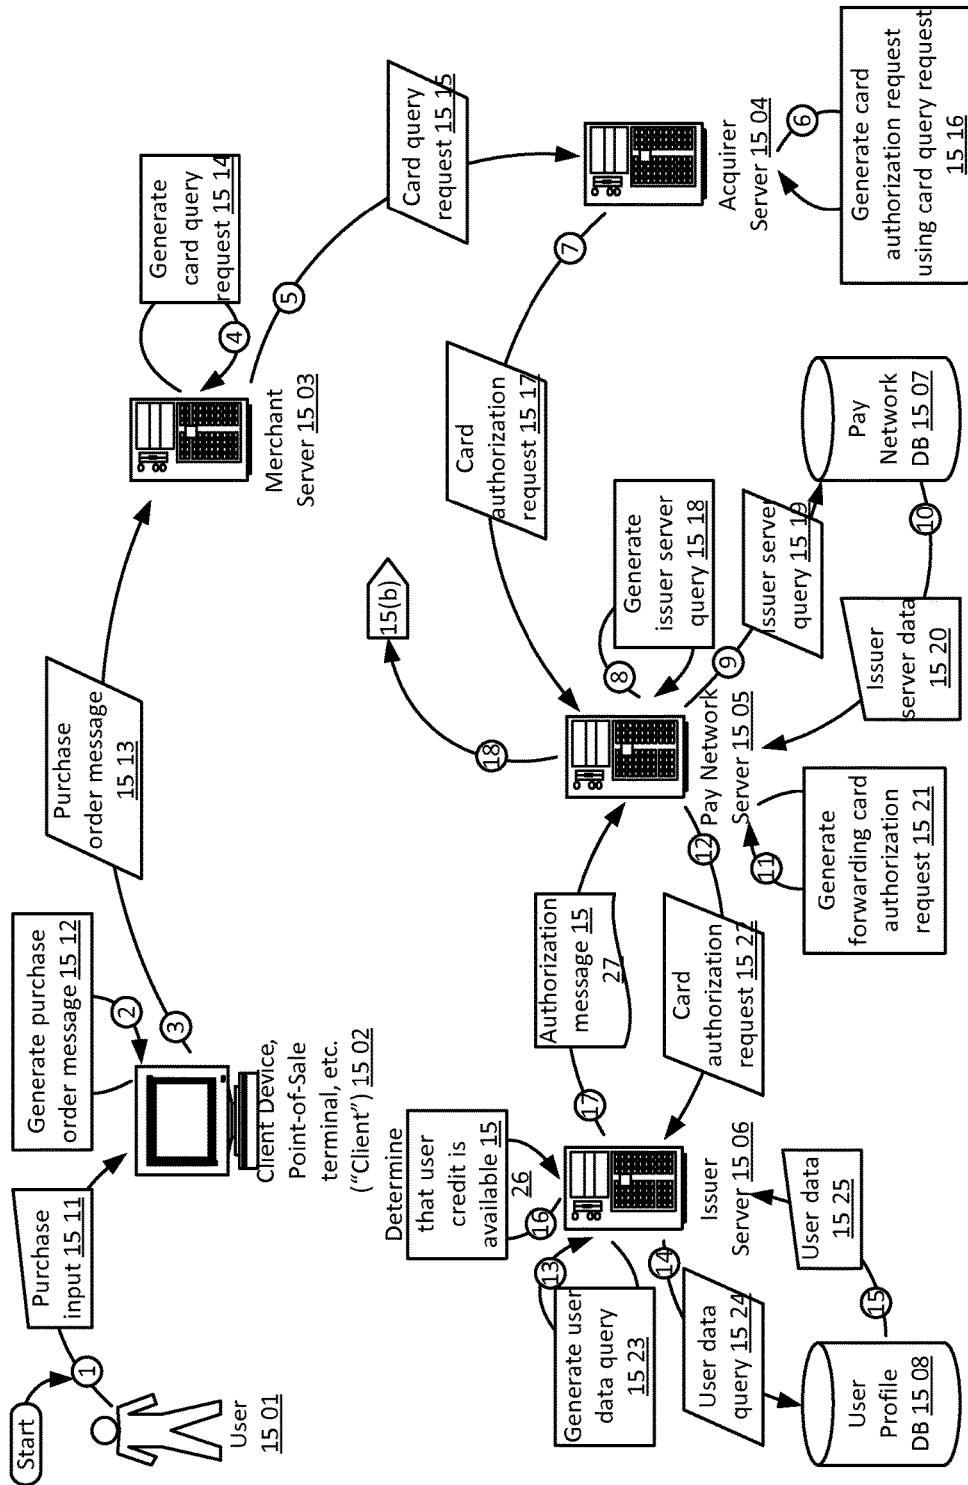 Start
1
User
15 01
Purchase
input 15 11
Generate purchase
order message 15 12
2
3
Client Device,
Point-of-Sale
terminal, etc.
("Client") 15 02
Purchase
order message
15 13
Merchant
Server 15 03
Generate
card query
request 15 14
4
5
Card query
request 15 15
Acquirer
Server 15 04
6
Generate card
authorization request
using card query request
15 16
7
Card
authorization
request 15 17
Pay Network
Server 15 05
8
Generate
issuer server
query 15 18
9
Issuer server
query 15 19
Pay
Network
DB 15 07
10
Issuer
server data
15 20
11
Generate
forwarding card
authorization
request 15 21
12
Card
authorization
request 15 22
Issuer
Server 15 06
13
Generate user
data query
15 23
14
User data
query 15 24
User
Profile
DB 15 08
15
User data
15 25
16
Determine
that user
credit is
available 15
26
17
Authorization
message 15
27
18
15(b)